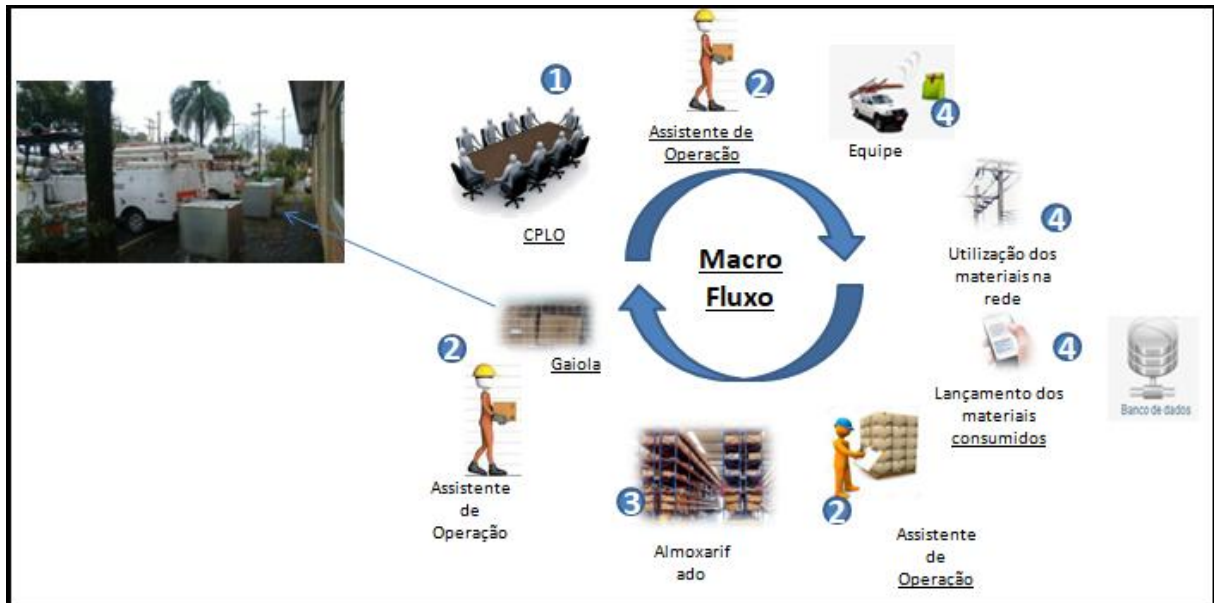 1
CPLO
2
Assistente de
Operação
4
Equipe
4
Utilização dos
materiais na
rede
4
Lançamento dos
materiais
consumidos
Banco de dados
2
Assistente
de
Operação
3
Almoxarif
ado
2
Assistente
de
Operação
Gaiola
Macro
Fluxo